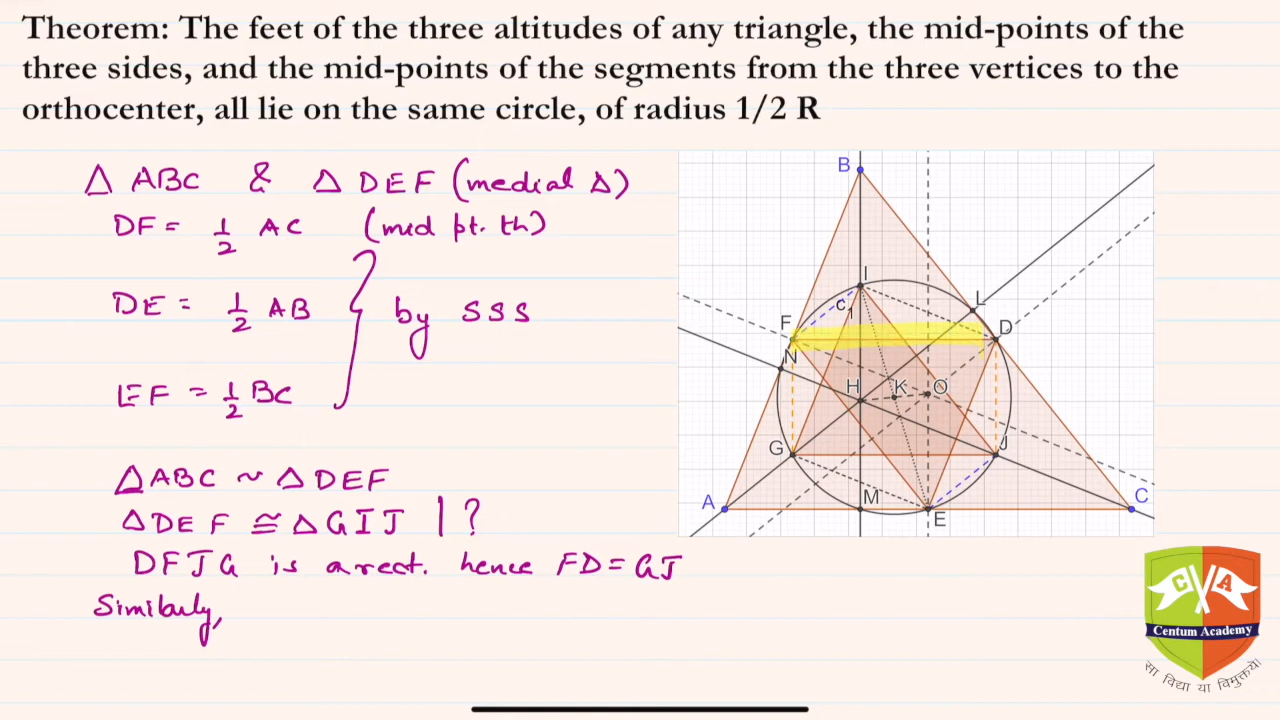 Theorem: The feet of the three altitudes of any triangle, the mid-points of the
three sides, and the mid-points of the segments from the three vertices to the
orthocenter, all lie on the same circle, of radius 1/2 R
△ ABC & △ DEF (medial △)
DF = 1/2 AC (mid pt. th)
DE = 1/2 AB
by SSS
EF = 1/2 BC
△ABC ~ △DEF
△DEF ≅ △GIJ | ?
DFJG is a rect. hence FD = GJ
Similarly,
B
I
L
c1
F
D
N
H
K
O
G
J
A
M
E
C
C A
Centum Academy
सा विद्या या विमुक्तये।